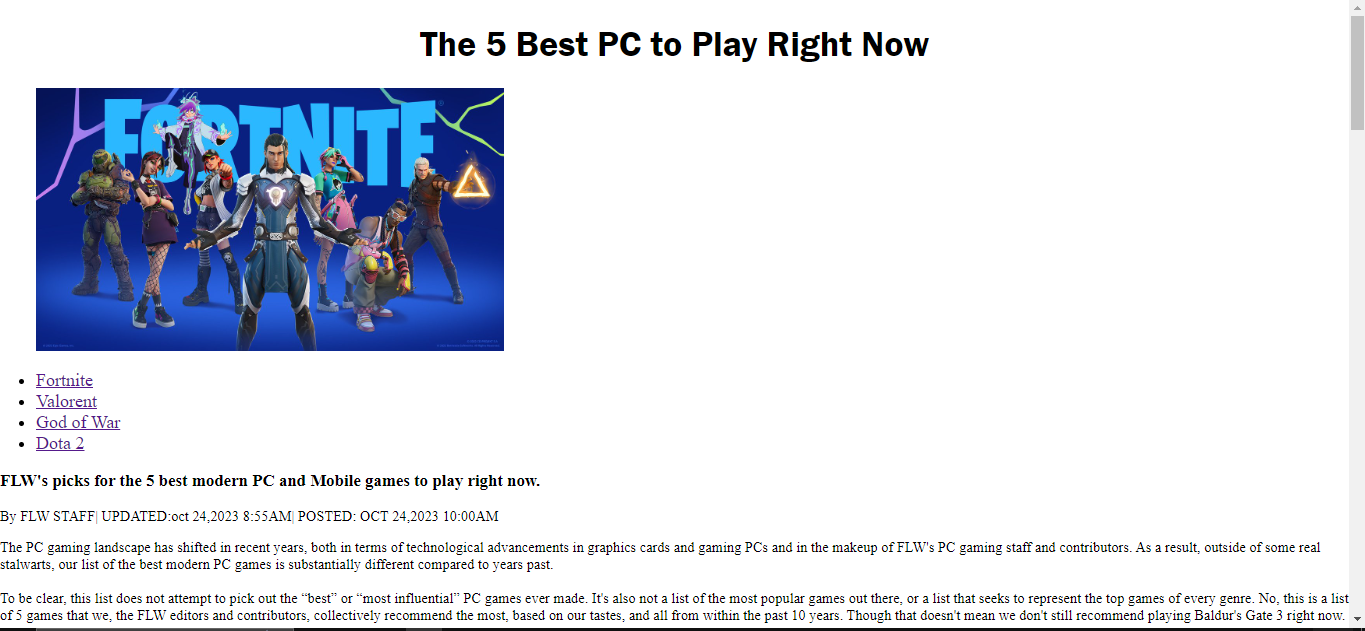 The 5 Best PC to Play Right Now
FORTNITE
Fortnite
Valorent
God of War
Dota 2
FLW's picks for the 5 best modern PC and Mobile games to play right now.
By FLW STAFF| UPDATED:oct 24,2023 8:55AM| POSTED: OCT 24,2023 10:00AM
The PC gaming landscape has shifted in recent years, both in terms of technological advancements in graphics cards and gaming PCs and in the makeup of FLW's PC gaming staff and contributors. As a result, outside of some real
stalwarts, our list of the best modern PC games is substantially different compared to years past.
To be clear, this list does not attempt to pick out the “best” or “most influential” PC games ever made. It's also not a list of the most popular games out there, or a list that seeks to represent the top games of every genre. No, this is a list
of 5 games that we, the FLW editors and contributors, collectively recommend the most, based on our tastes, and all from within the past 10 years. Though that doesn't mean we don't still recommend playing Baldur's Gate 3 right now.